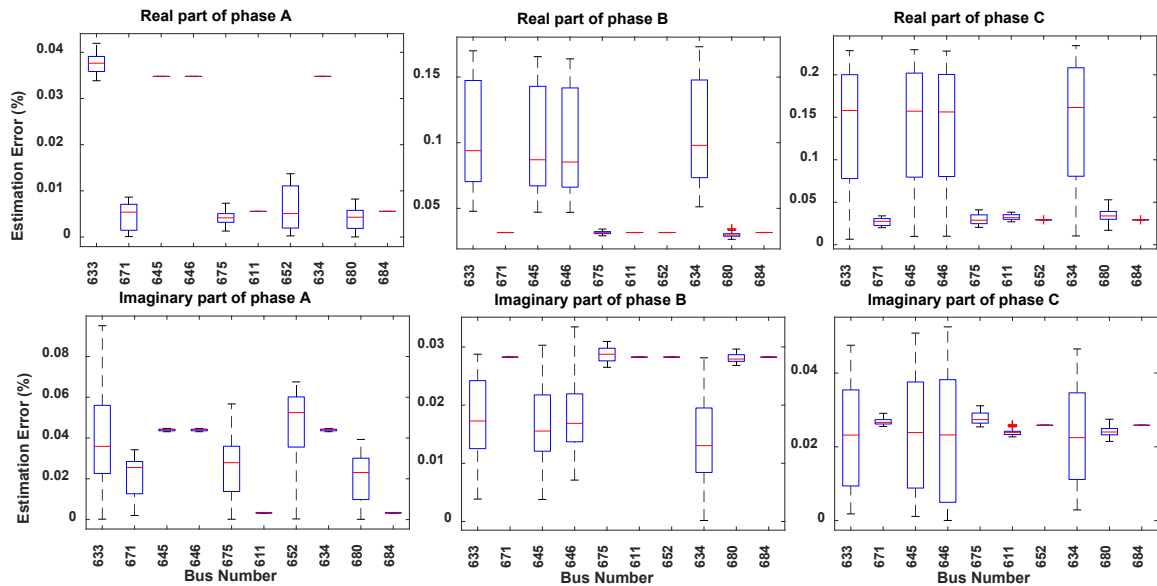 Real part of phase A
Real part of phase B
Real part of phase C
Estimation Error (%)
0.04
0.03
0.02
0.01
0
0.15
0.1
0.05
0.2
0.15
0.1
0.05
0
633 671 645 646 675 611 652 634 680 684
633 671 645 646 675 611 652 634 680 684
633 671 645 646 675 611 652 634 680 684
Imaginary part of phase A
Imaginary part of phase B
Imaginary part of phase C
Estimation Error (%)
0.08
0.06
0.04
0.02
0
0.03
0.02
0.01
0
0.04
0.02
0
633 671 645 646 675 611 652 634 680 684
633 671 645 646 675 611 652 634 680 684
633 671 645 646 675 611 652 634 680 684
Bus Number
Bus Number
Bus Number